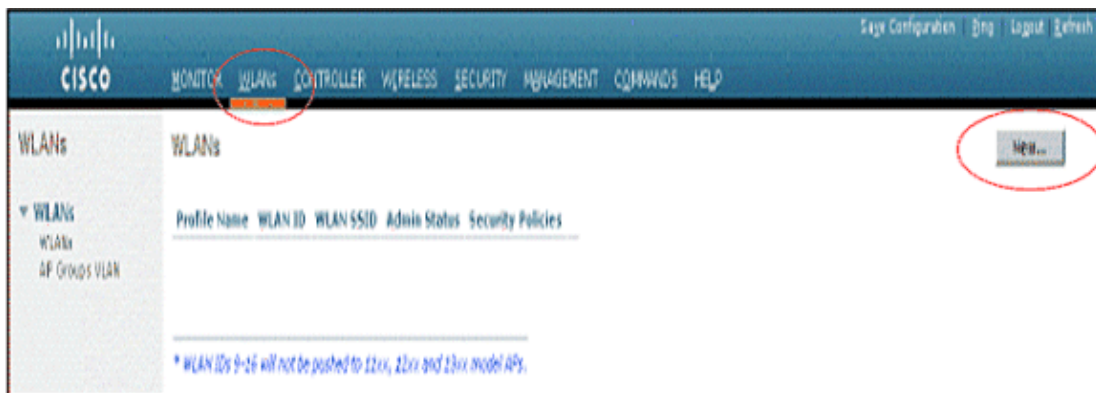 Save Configuration | Ping | Logout | Refresh
CISCO
MONITOR WLANs CONTROLLER WIRELESS SECURITY MANAGEMENT COMMANDS HELP
WLANs
WLANs
New...
WLANs
WLANs
AP Groups VLAN
Profile Name WLAN ID WLAN SSID Admin Status Security Policies
* WLAN IDs 9-16 will not be pushed to 11xx, 12xx and 13xx model APs.